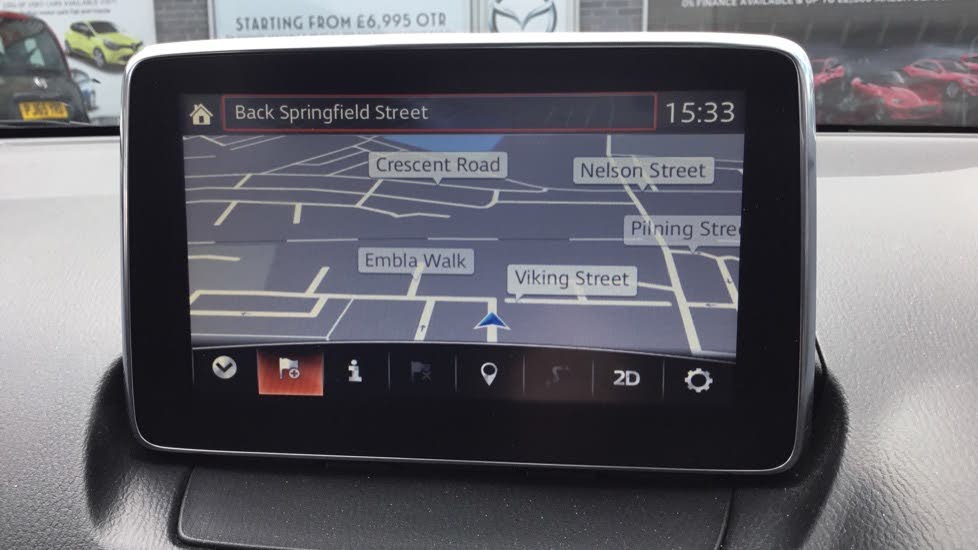 STARTING FROM £6,995 OTR
Back Springfield Street
15:33
Crescent Road
Nelson Street
Pilning Stre
Embla Walk
Viking Street
2D